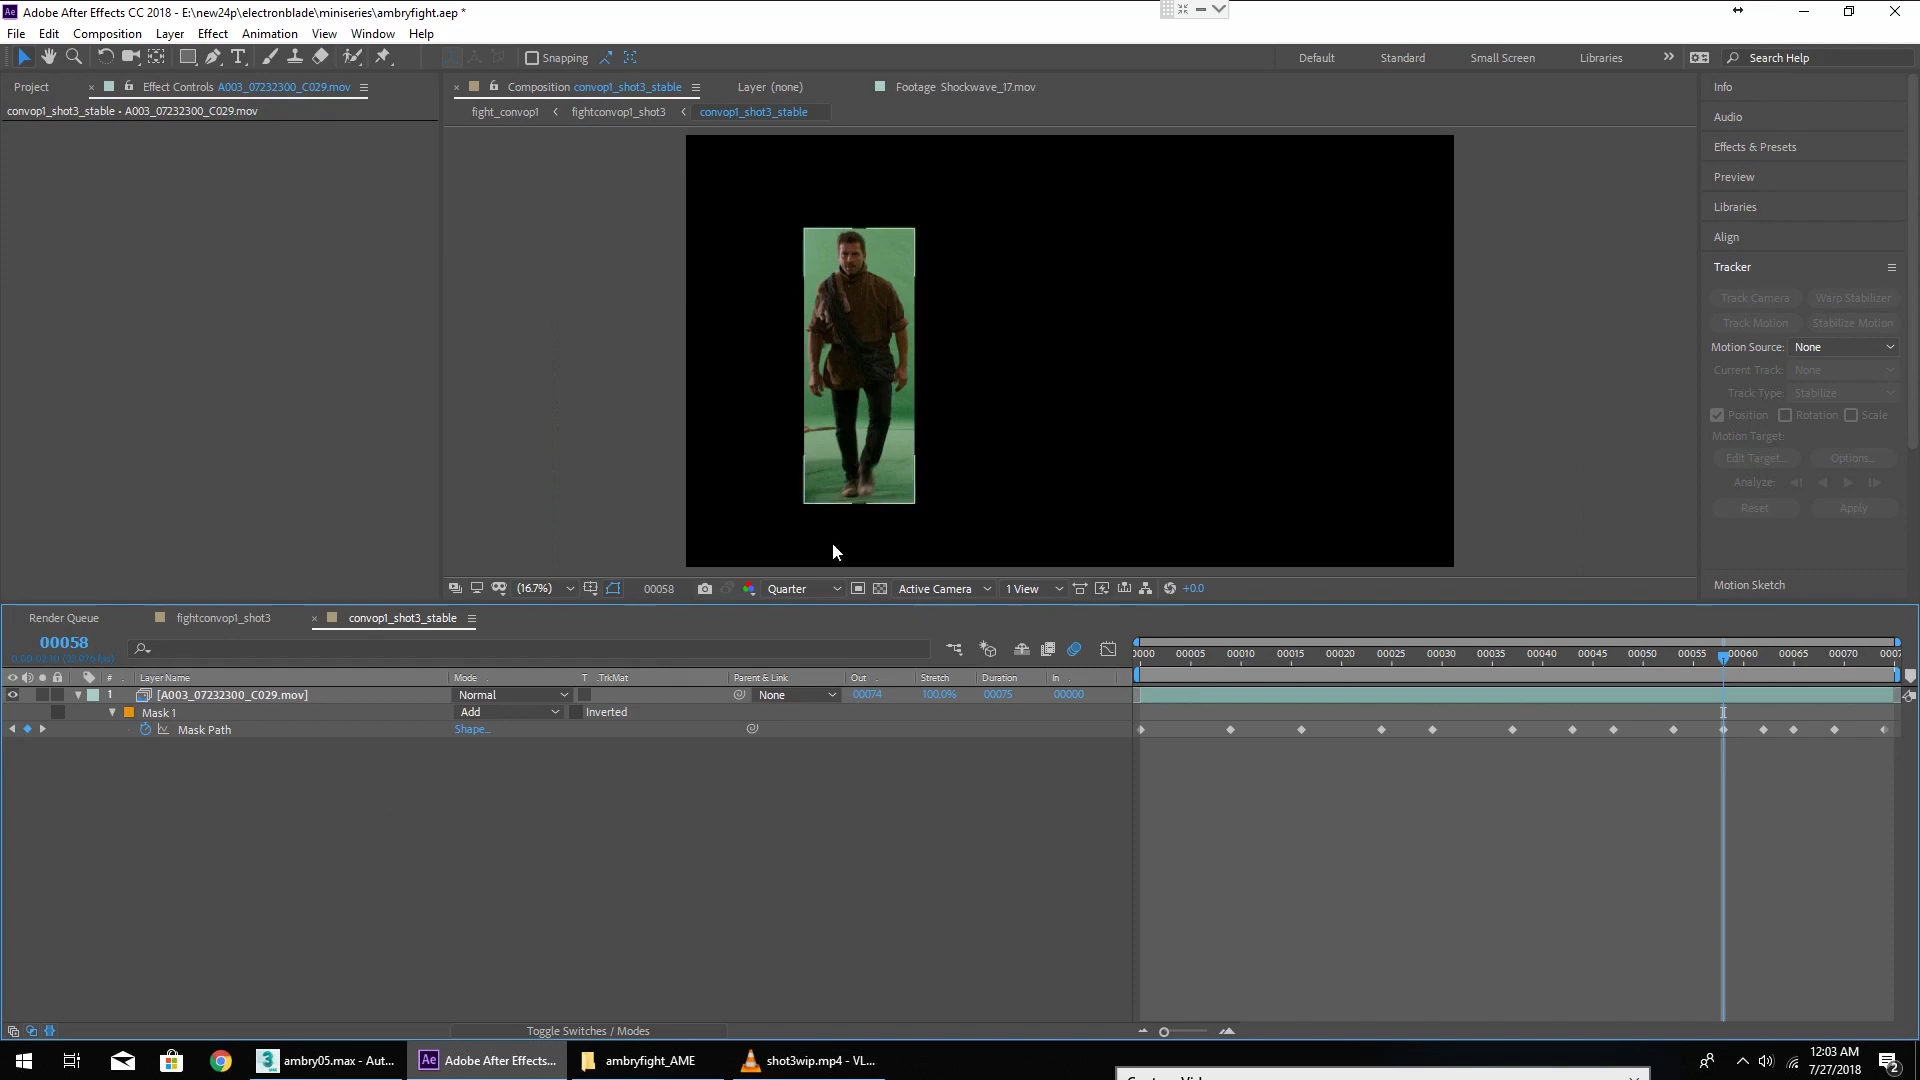 Ae Adobe After Effects CC 2018 - E:\new24p\electronblade\miniseries\ambryfight.aep *
File Edit Composition Layer Effect Animation View Window Help
T Snapping Default Standard Small Screen Libraries Search Help
Project Effect Controls A003_07232300_C029.mov
convop1_shot3_stable • A003_07232300_C029.mov
Composition convop1_shot3_stable Layer (none) Footage Shockwave_17.mov
fight_convop1 fightconvop1_shot3 convop1_shot3_stable
Info
Audio
Effects & Presets
Preview
Libraries
Align
Tracker
Track Camera Warp Stabilizer
Track Motion Stabilize Motion
Motion Source: None
Current Track: None
Track Type: Stabilize
Position Rotation Scale
Motion Target:
Edit Target... Options...
Analyze:
Reset Apply
Motion Sketch
(16.7%) 00058 Quarter Active Camera 1 View +0.0
Render Queue fightconvop1_shot3 convop1_shot3_stable
00058
00005 00010 00015 00020 00025 00030 00035 00040 00045 00050 00055 00060 00065 00070
# Layer Name Mode T .TrkMat Parent & Link Out Stretch Duration In
1 [A003_07232300_C029.mov] Normal None 00074 100.0% 00075 00000
Mask 1 Add Inverted
Mask Path Shape...
Toggle Switches / Modes
3 ambry05.max - Aut... Ae Adobe After Effects... ambryfight_AME shot3wip.mp4 - VL...
12:03 AM
7/27/2018
2